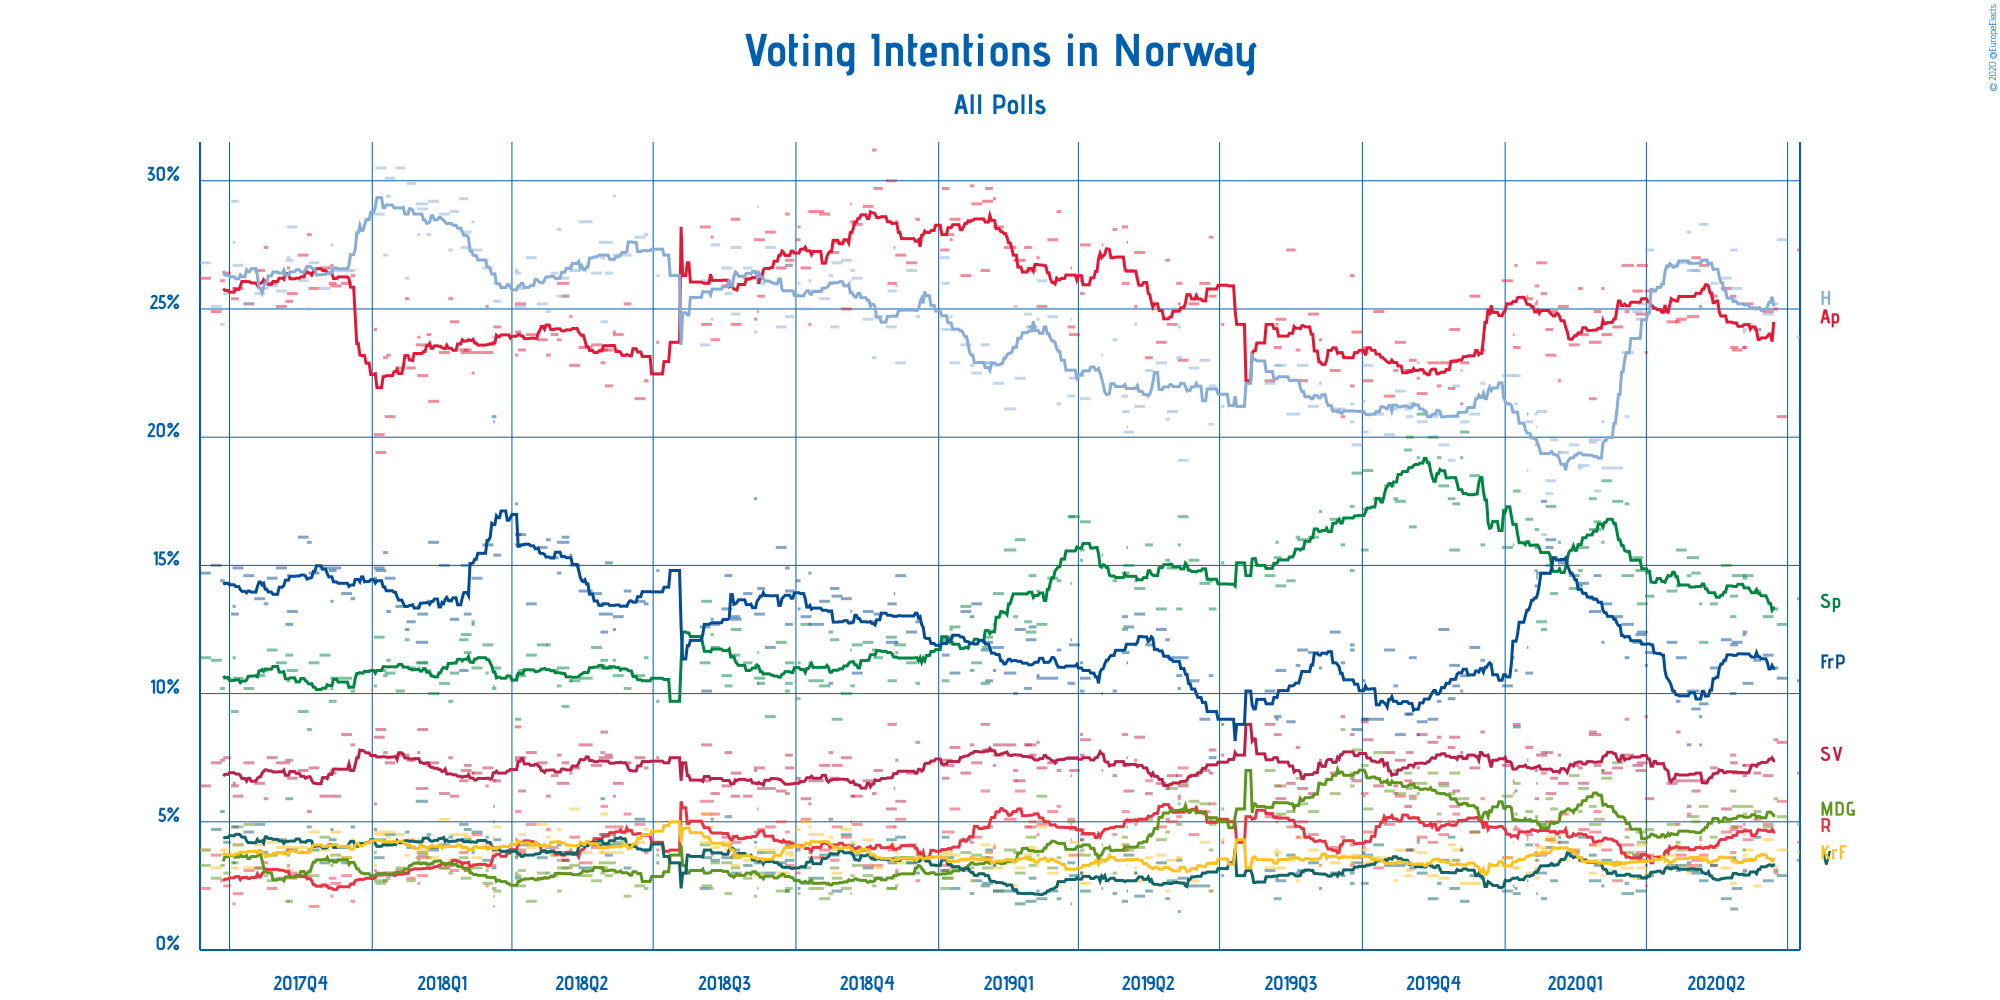 © 2020 @EuropeElects
Voting Intentions in Norway
All Polls
30%
25%
20%
15%
10%
5%
0%
H
Ap
Sp
FrP
SV
MDG
R
KrF
V
2017Q4 2018Q1 2018Q2 2018Q3 2018Q4 2019Q1 2019Q2 2019Q3 2019Q4 2020Q1 2020Q2